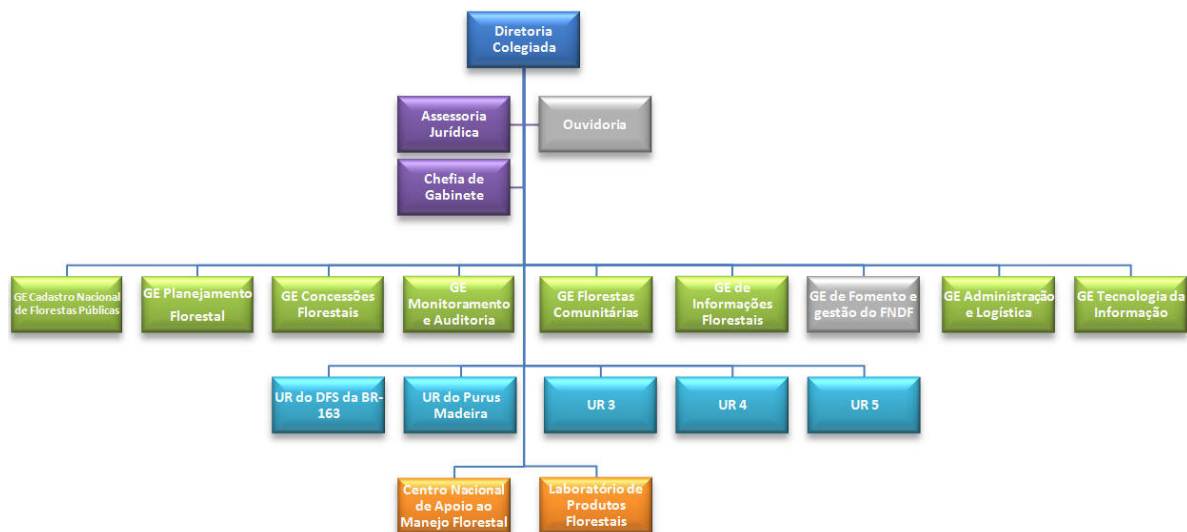 Diretoria
Colegiada
Assessoria
Jurídica
Ouvidoria
Chefia de
Gabinete
GE Cadastro Nacional
de Florestas Públicas
GE Planejamento
Florestal
GE Concessões
Florestais
GE
Monitoramento
e Auditoria
GE Florestas
Comunitárias
GE de
Informações
Florestais
GE de Fomento e
gestão do FNDF
GE Administração
e Logística
GE Tecnologia da
Informação
UR do DFS da BR-
163
UR do Purus
Madeira
UR 3
UR 4
UR 5
Centro Nacional
de Apoio ao
Manejo Florestal
Laboratório de
Produtos
Florestais